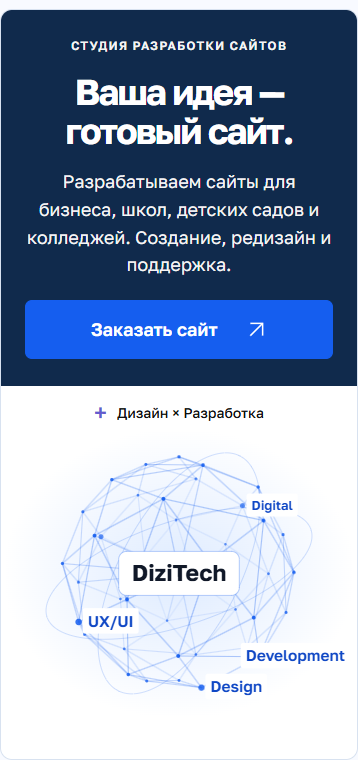 СТУДИЯ РАЗРАБОТКИ САЙТОВ
Ваша идея —
готовый сайт.
Разрабатываем сайты для
бизнеса, школ, детских садов и
колледжей. Создание, редизайн и
поддержка.
Заказать сайт
+ Дизайн × Разработка
Digital
DiziTech
UX/UI
Development
Design